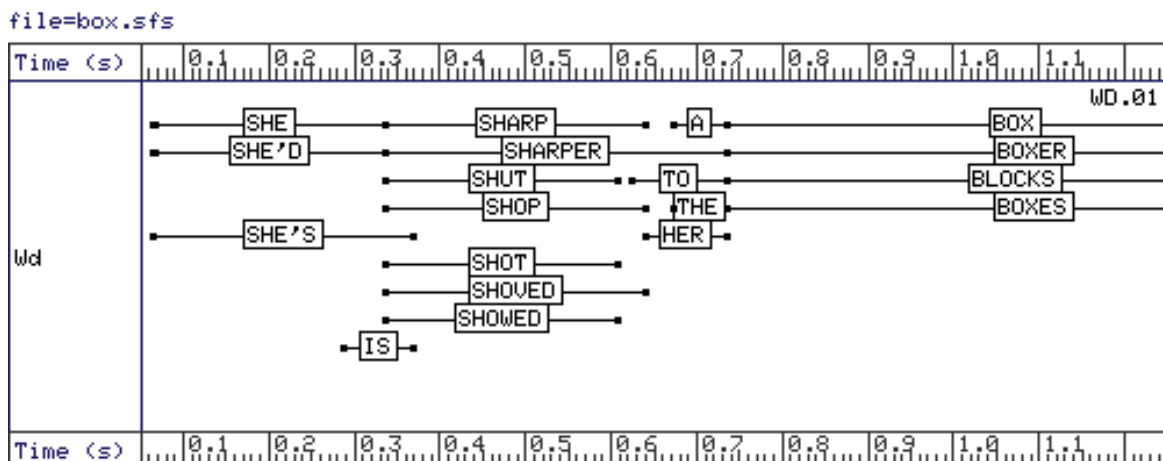 file=box.sfs
Time (s) 0.1 0.2 0.3 0.4 0.5 0.6 0.7 0.8 0.9 1.0 1.1
WD.01
SHE SHARP A BOX
SHE'D SHARPER BOXER
SHUT TO BLOCKS
SHOP THE BOXES
SHE'S HER
Wd SHOT
SHOVED
SHOWED
IS
Time (s) 0.1 0.2 0.3 0.4 0.5 0.6 0.7 0.8 0.9 1.0 1.1